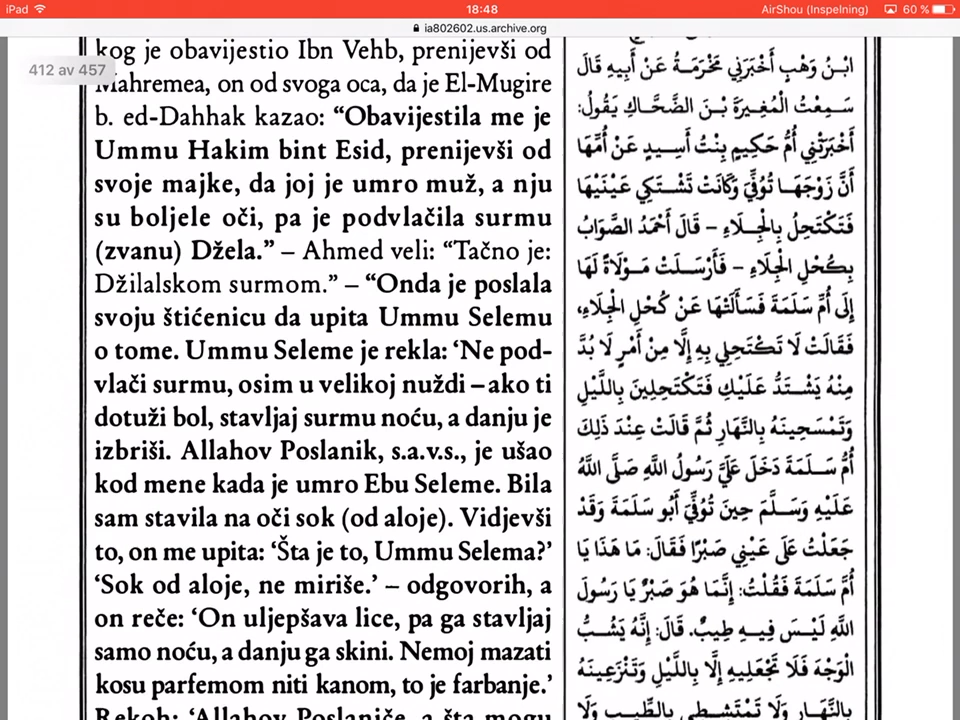 iPad
18:48
AirShou (Inspelning)
60 %
ia802602.us.archive.org
412 av 457
kog je obavijestio Ibn Vehb, prenijevši od
Mahremea, on od svoga oca, da je El-Mugire
b. ed-Dahhak kazao: “Obavijestila me je
Ummu Hakim bint Esid, prenijevši od
svoje majke, da joj je umro muž, a nju
su boljele oči, pa je podvlačila surmu
(zvanu) Džela.” – Ahmed veli: “Tačno je:
Džilalskom surmom.” – “Onda je poslala
svoju štićenicu da upita Ummu Selemu
o tome. Ummu Seleme je rekla: ‘Ne pod-
vlači surmu, osim u velikoj nuždi – ako ti
dotuži bol, stavljaj surmu noću, a danju je
izbriši. Allahov Poslanik, s.a.v.s., je ušao
kod mene kada je umro Ebu Seleme. Bila
sam stavila na oči sok (od aloje). Vidjevši
to, on me upita: ‘Šta je to, Ummu Selema?’
‘Sok od aloje, ne miriše.’ – odgovorih, a
on reče: ‘On uljepšava lice, pa ga stavljaj
samo noću, a danju ga skini. Nemoj mazati
kosu parfemom niti kanom, to je farbanje.’
Rekoh: ‘Allahov Poslaniče, a šta mogu
ابْنُ وَهْبٍ أَخْبَرَنِي مَخْرَمَةُ عَنْ أَبِيهِ قَالَ
سَمِعْتُ الْمُغِيرَةَ بْنَ الضَّحَّاكِ يَقُولُ:
أَخْبَرَتْنِي أُمُّ حَكِيمٍ بِنْتُ أَسِيدٍ عَنْ أُمِّهَا
أَنَّ زَوْجَهَا تُوُفِّيَ وَكَانَتْ تَشْتَكِي عَيْنَيْهَا
فَتَكْتَحِلُ بِالْجِلَاءِ – قَالَ أَحْمَدُ الصَّوَابُ
بِكُحْلِ الْجِلَاءِ – فَأَرْسَلَتْ مَوْلَاةً لَهَا
إِلَى أُمِّ سَلَمَةَ فَسَأَلَتْهَا عَنْ كُحْلِ الْجِلَاءِ،
فَقَالَتْ لَا تَكْتَحِلِي بِهِ إِلَّا مِنْ أَمْرٍ لَا بُدَّ
مِنْهُ يَشْتَدُّ عَلَيْكِ فَتَكْتَحِلِينَ بِاللَّيْلِ
وَتَمْسَحِينَهُ بِالنَّهَارِ ثُمَّ قَالَتْ عِنْدَ ذَلِكَ
أُمُّ سَلَمَةَ دَخَلَ عَلَيَّ رَسُولُ اللَّهِ صَلَّى اللَّهُ
عَلَيْهِ وَسَلَّمَ حِينَ تُوُفِّيَ أَبُو سَلَمَةَ وَقَدْ
جَعَلْتُ عَلَى عَيْنِي صَبْرًا فَقَالَ: مَا هَذَا يَا
أُمَّ سَلَمَةَ فَقُلْتُ: إِنَّمَا هُوَ صَبْرٌ يَا رَسُولَ
اللَّهِ لَيْسَ فِيهِ طِيبٌ. قَالَ: إِنَّهُ يَشُبُّ
الْوَجْهَ فَلَا تَجْعَلِيهِ إِلَّا بِاللَّيْلِ وَتَنْزِعِينَهُ
بِالنَّهَارِ وَلَا تَمْتَشِطِي بِالطِّيبِ وَلَا